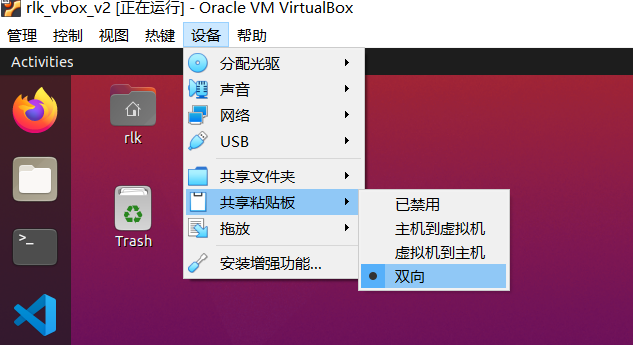 rlk_vbox_v2 [正在运行] - Oracle VM VirtualBox
管理 控制 视图 热键 设备 帮助
Activities
分配光驱
声音
网络
USB
共享文件夹
共享粘贴板
拖放
安装增强功能...
已禁用
主机到虚拟机
虚拟机到主机
双向
rlk
Trash
>_